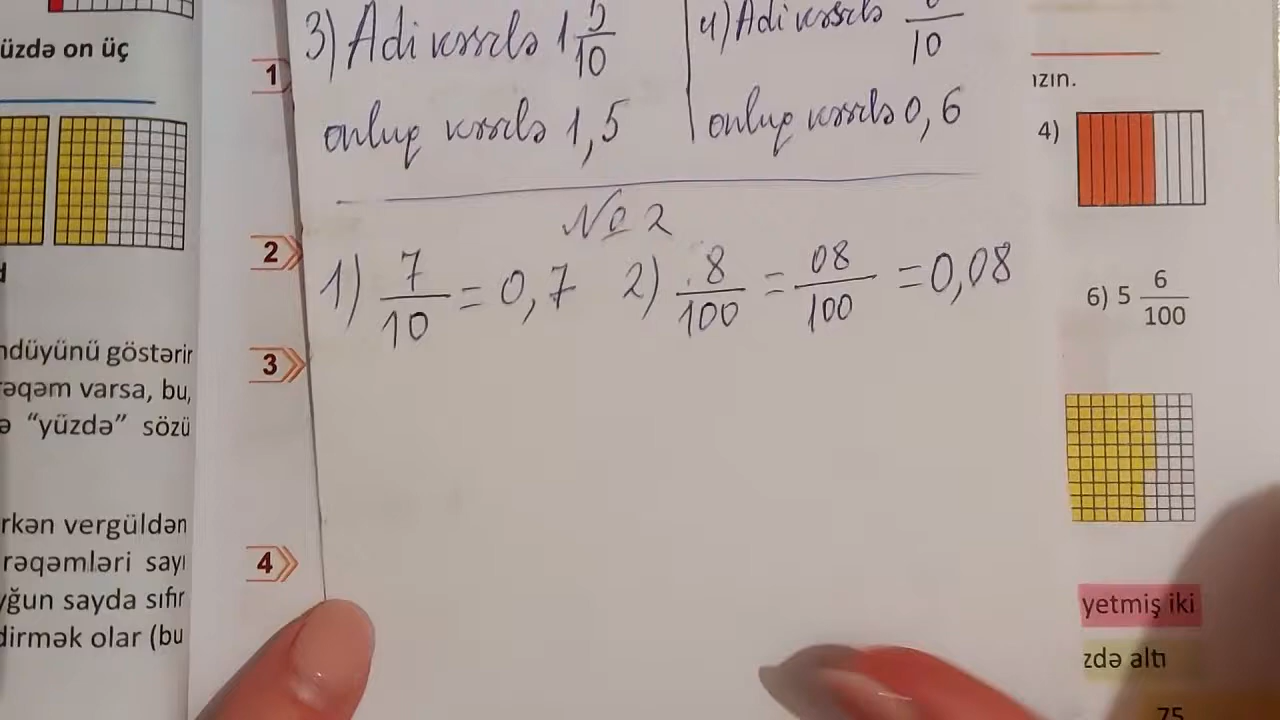 üzdə on üç
1
3) Adi kəsrlə 1 5/10
onluq kəsrlə 1,5
4) Adi kəsrlə /10
onluq kəsrlə 0,6
ızın.
4)
№ 2
2
1) 7/10 = 0,7 2) 8/100 = 08/100 = 0,08
6) 5 6/100
3
ndüyünü göstərir
rəqəm varsa, bu,
ə “yüzdə” sözü
rkən vergüldən
rəqəmləri sayı
yğun sayda sıfır
dirmək olar (bu
4
yetmiş iki
zdə altı
75